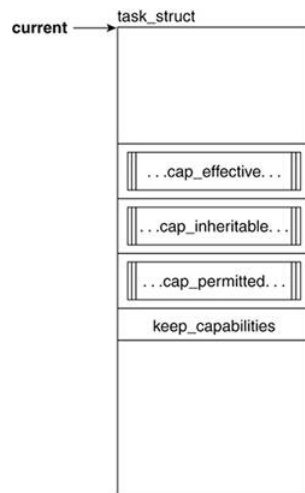 task_struct
current
. . .cap_effective. . .
. . .cap_inheritable. . .
. . .cap_permitted. . .
keep_capabilities